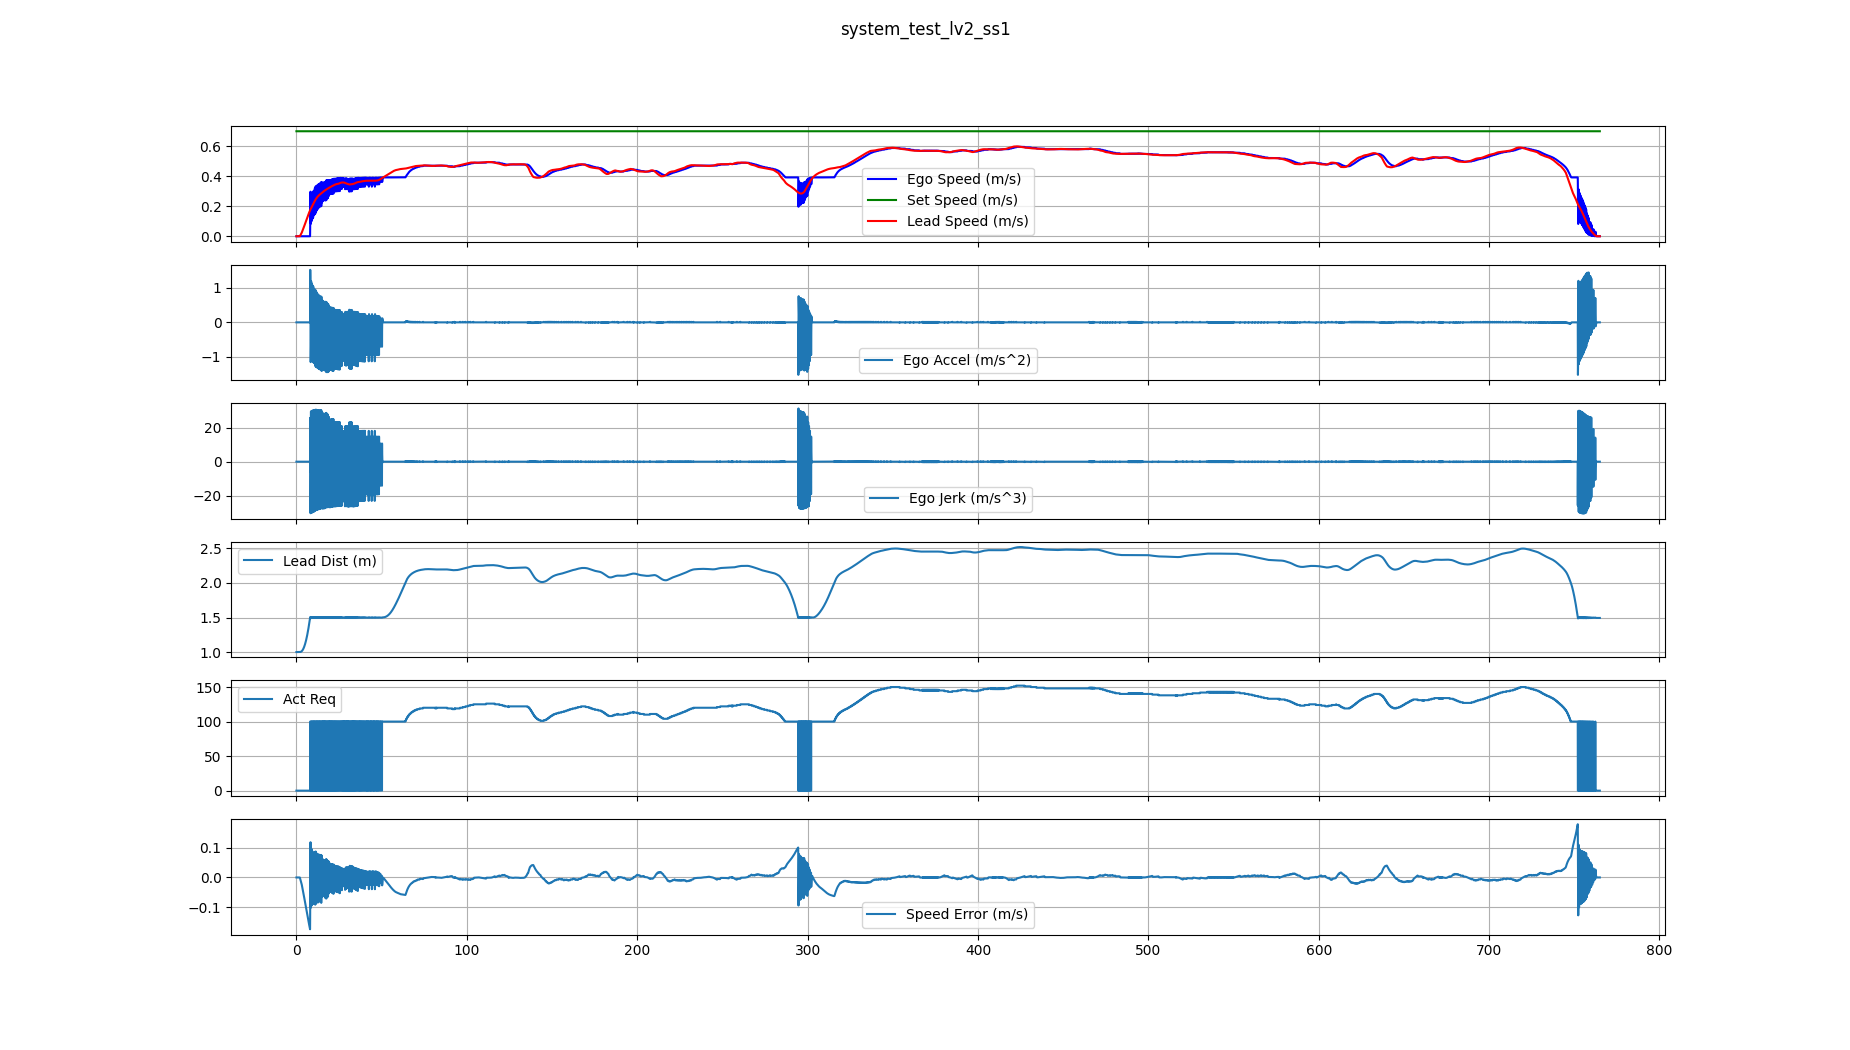 system_test_lv2_ss1
0.6
0.4
0.2
0.0
Ego Speed (m/s)
Set Speed (m/s)
Lead Speed (m/s)
1
0
−1
Ego Accel (m/s^2)
20
0
−20
Ego Jerk (m/s^3)
2.5
2.0
1.5
1.0
Lead Dist (m)
150
100
50
0
Act Req
0.1
0.0
−0.1
Speed Error (m/s)
0 100 200 300 400 500 600 700 800